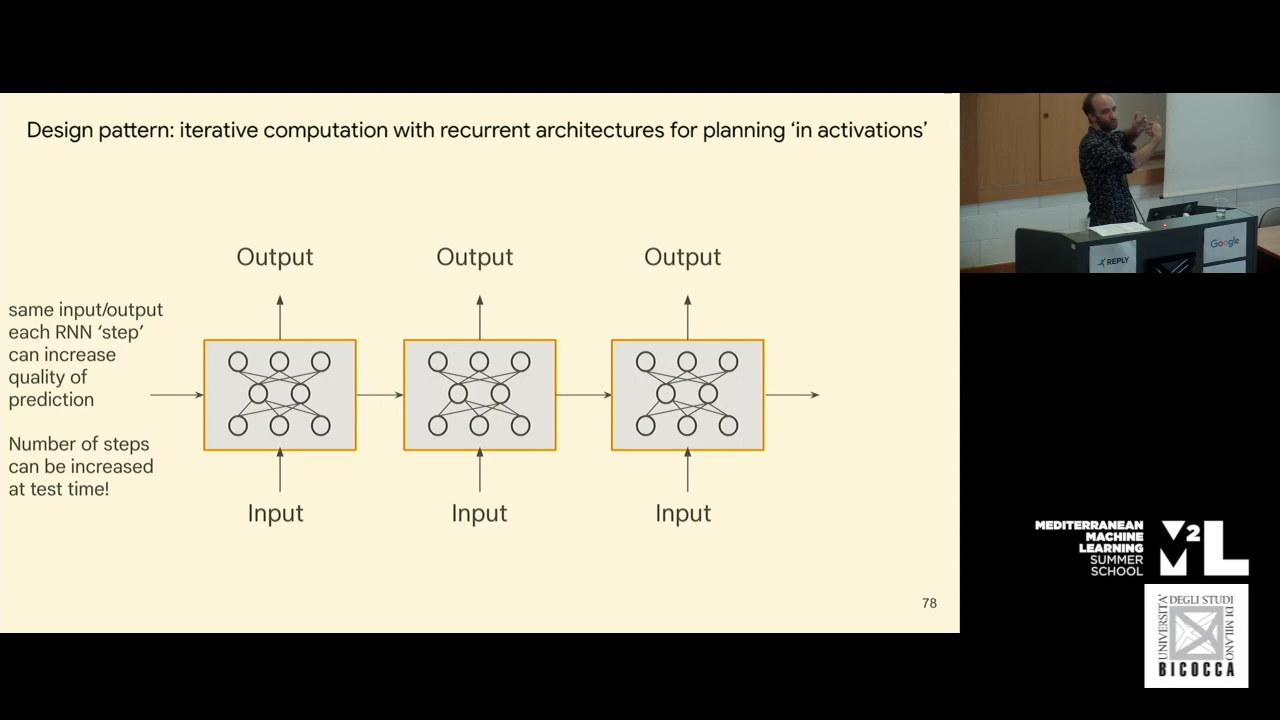 Design pattern: iterative computation with recurrent architectures for planning ‘in activations’
Output
Output
Output
same input/output
each RNN ‘step’
can increase
quality of
prediction
Number of steps
can be increased
at test time!
Input
Input
Input
78
REPLY
Google
MEDITERRANEAN
MACHINE
LEARNING
SUMMER
SCHOOL
M2L
UNIVERSITA'
DEGLI STUDI
DI MILANO
BICOCCA